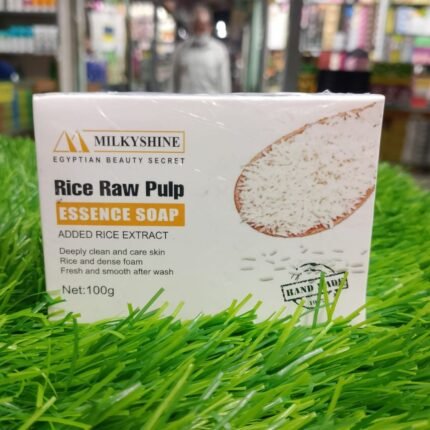 MILKYSHINE
EGYPTIAN BEAUTY SECRET
Rice Raw Pulp
ESSENCE SOAP
ADDED RICE EXTRACT
Deeply clean and care skin
Rice and dense foam
Fresh and smooth after wash
Net:100g
HAND MADE